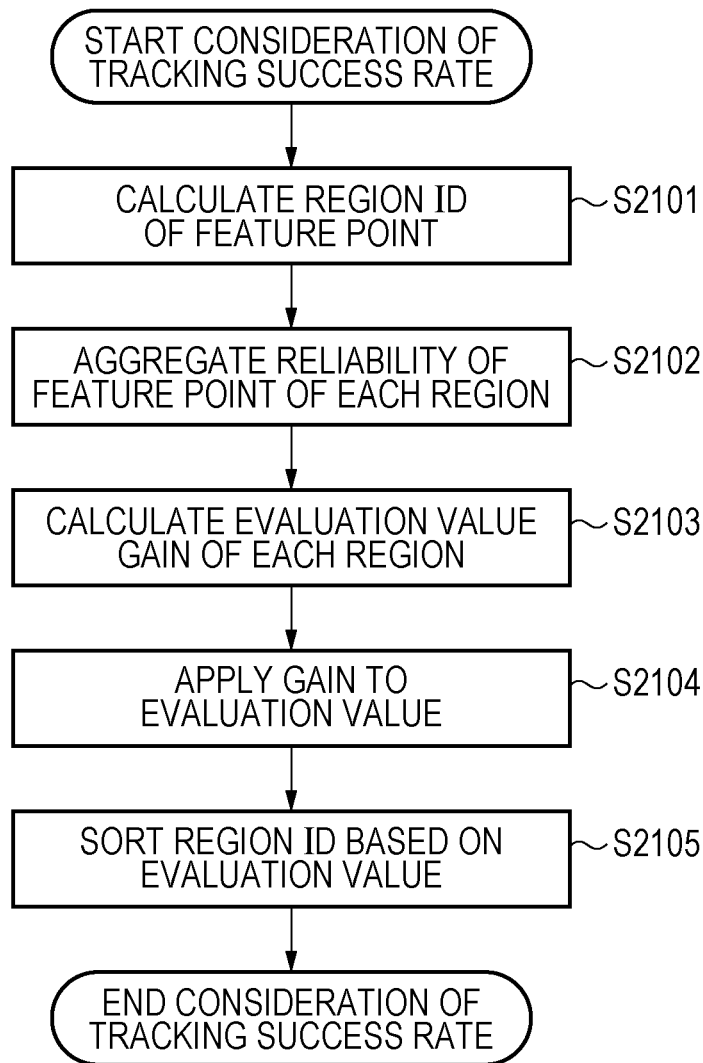 START CONSIDERATION OF
TRACKING SUCCESS RATE
CALCULATE REGION ID
OF FEATURE POINT
S2101
AGGREGATE RELIABILITY OF
FEATURE POINT OF EACH REGION
S2102
CALCULATE EVALUATION VALUE
GAIN OF EACH REGION
S2103
APPLY GAIN TO
EVALUATION VALUE
S2104
SORT REGION ID BASED ON
EVALUATION VALUE
S2105
END CONSIDERATION OF
TRACKING SUCCESS RATE